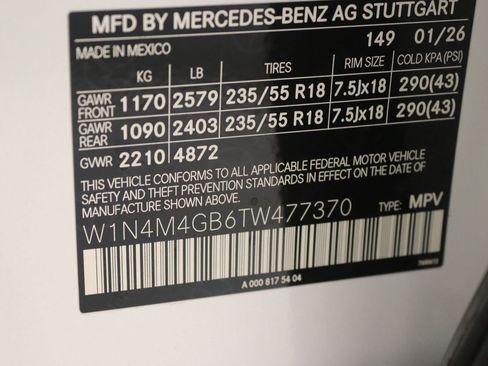 MFD BY MERCEDES-BENZ AG STUTTGART
MADE IN MEXICO 149 01/26
KG LB TIRES RIM SIZE COLD KPA (PSI)
GAWR FRONT 1170 2579 235/55 R18 7.5Jx18 290(43)
GAWR REAR 1090 2403 235/55 R18 7.5Jx18 290(43)
GVWR 2210 4872
THIS VEHICLE CONFORMS TO ALL APPLICABLE FEDERAL MOTOR VEHICLE
SAFETY AND THEFT PREVENTION STANDARDS IN EFFECT ON THE DATE OF
MANUFACTURE SHOWN ABOVE.
W1N4M4GB6TW477370 TYPE: MPV
A 000 817 54 04